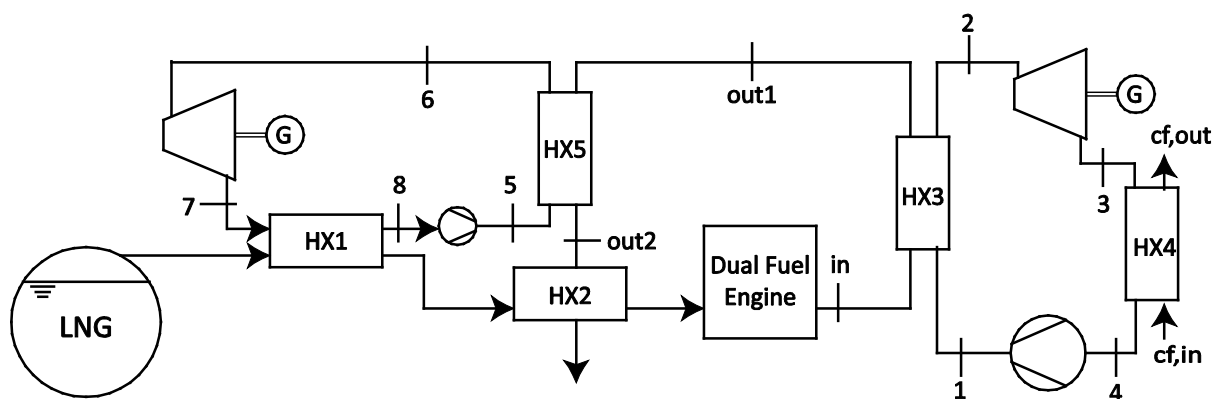 2
6
out1
G
G
cf,out
HX5
7
8
5
HX3
3
HX1
out2
HX4
Dual Fuel
Engine
in
HX2
LNG
cf,in
1
4